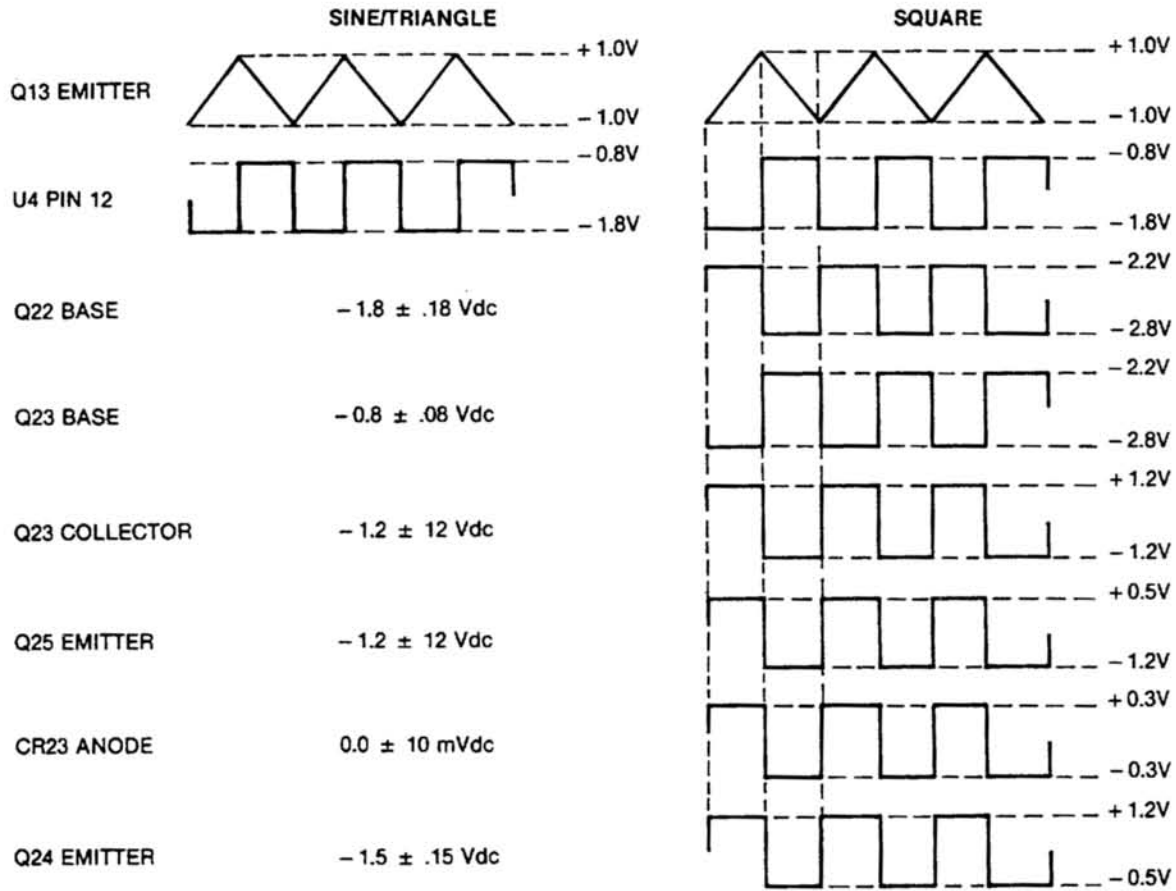 SINE/TRIANGLE SQUARE
Q13 EMITTER + 1.0V + 1.0V
− 1.0V − 1.0V
U4 PIN 12 − 0.8V − 0.8V
− 1.8V − 1.8V
Q22 BASE − 1.8 ± .18 Vdc − 2.2V
− 2.8V
Q23 BASE − 0.8 ± .08 Vdc − 2.2V
− 2.8V
Q23 COLLECTOR − 1.2 ± 12 Vdc + 1.2V
− 1.2V
Q25 EMITTER − 1.2 ± 12 Vdc + 0.5V
− 1.2V
CR23 ANODE 0.0 ± 10 mVdc + 0.3V
− 0.3V
Q24 EMITTER − 1.5 ± .15 Vdc + 1.2V
− 0.5V